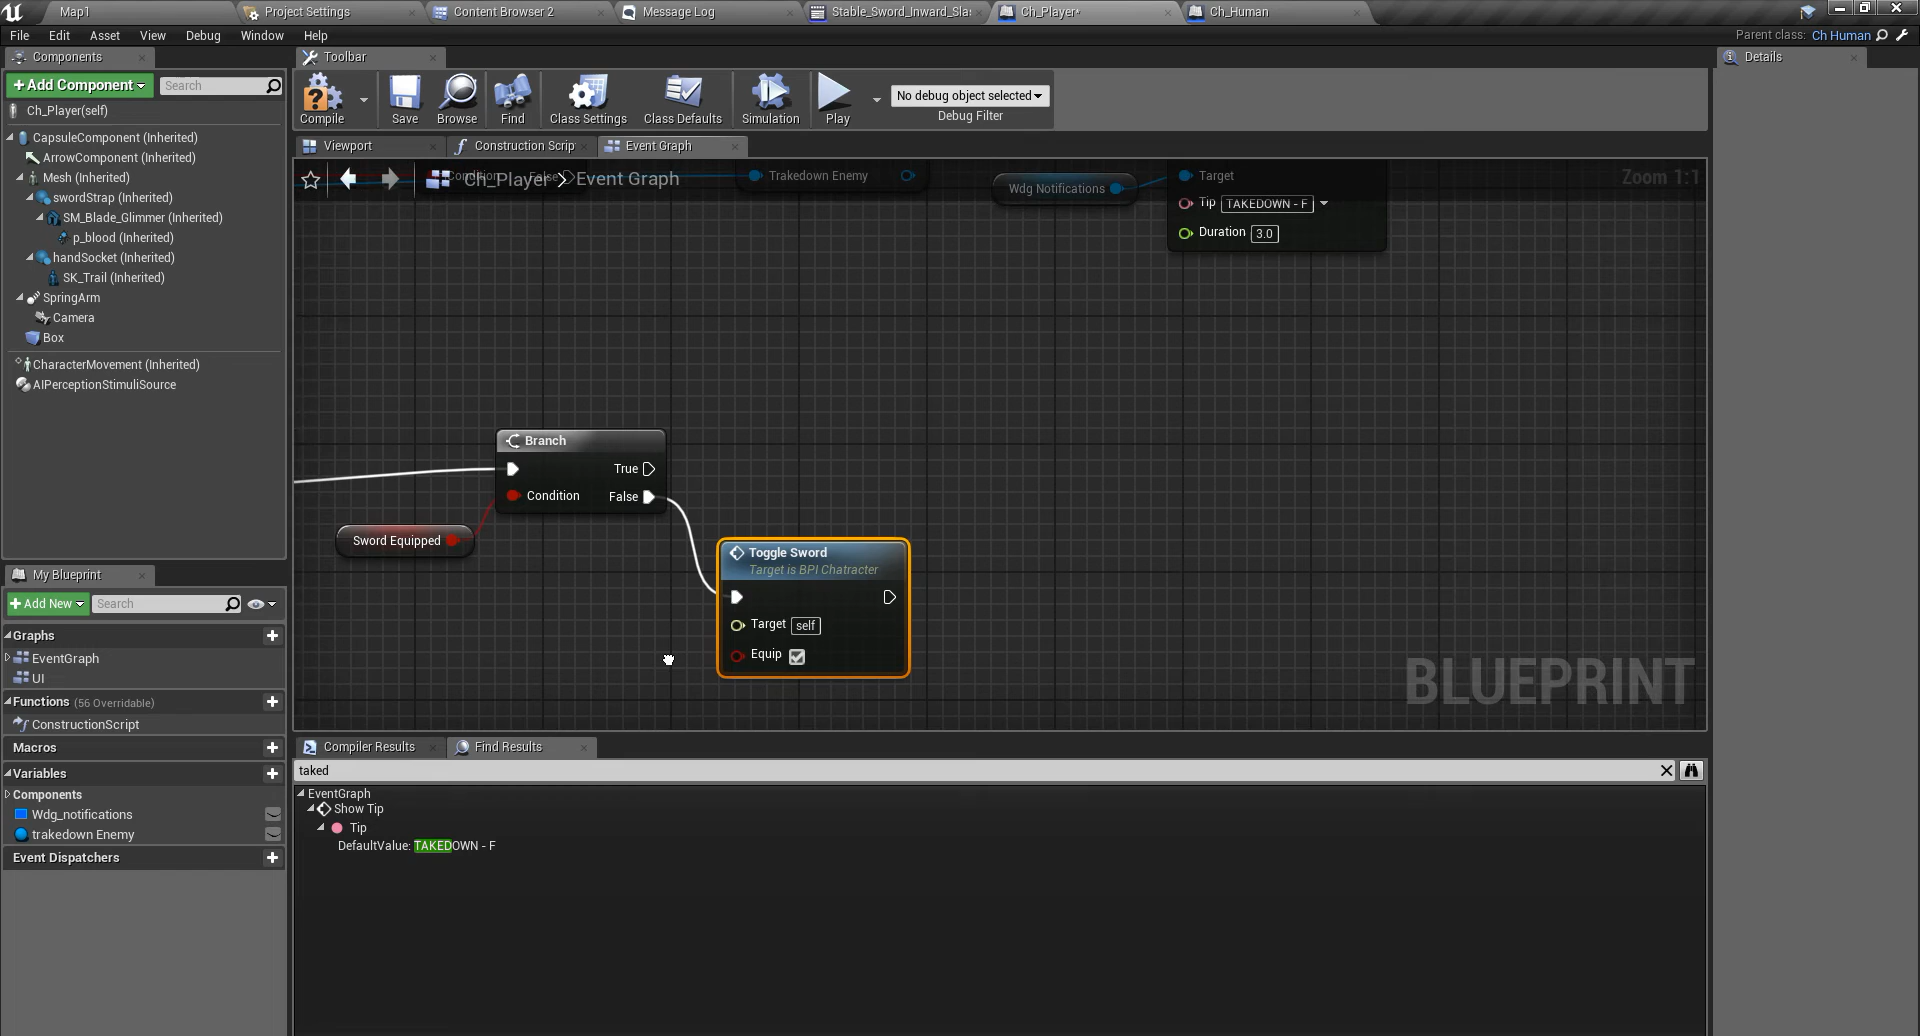 Map1
Project Settings
Content Browser 2
Message Log
Stable_Sword_Inward_Sla
Ch_Player*
Ch_Human
File Edit Asset View Debug Window Help
Parent class: Ch Human
Components
Toolbar
Details
+Add Component
Search
Ch_Player(self)
CapsuleComponent (Inherited)
ArrowComponent (Inherited)
Mesh (Inherited)
swordStrap (Inherited)
SM_Blade_Glimmer (Inherited)
p_blood (Inherited)
handSocket (Inherited)
SK_Trail (Inherited)
SpringArm
Camera
Box
CharacterMovement (Inherited)
AIPerceptionStimuliSource
Compile
Save
Browse
Find
Class Settings
Class Defaults
Simulation
Play
No debug object selected
Debug Filter
Viewport
Construction Scrip
Event Graph
Ch_Player > Event Graph
Zoom 1:1
Condition
False
Trakedown Enemy
Wdg Notifications
Target
Tip TAKEDOWN - F
Duration 3.0
Branch
True
Condition
False
Sword Equipped
Toggle Sword
Target is BPI Chatracter
Target self
Equip
BLUEPRINT
My Blueprint
+Add New
Search
Graphs
EventGraph
UI
Functions (56 Overridable)
ConstructionScript
Macros
Variables
Components
Wdg_notifications
trakedown Enemy
Event Dispatchers
Compiler Results
Find Results
taked
EventGraph
Show Tip
Tip
DefaultValue: TAKEDOWN - F